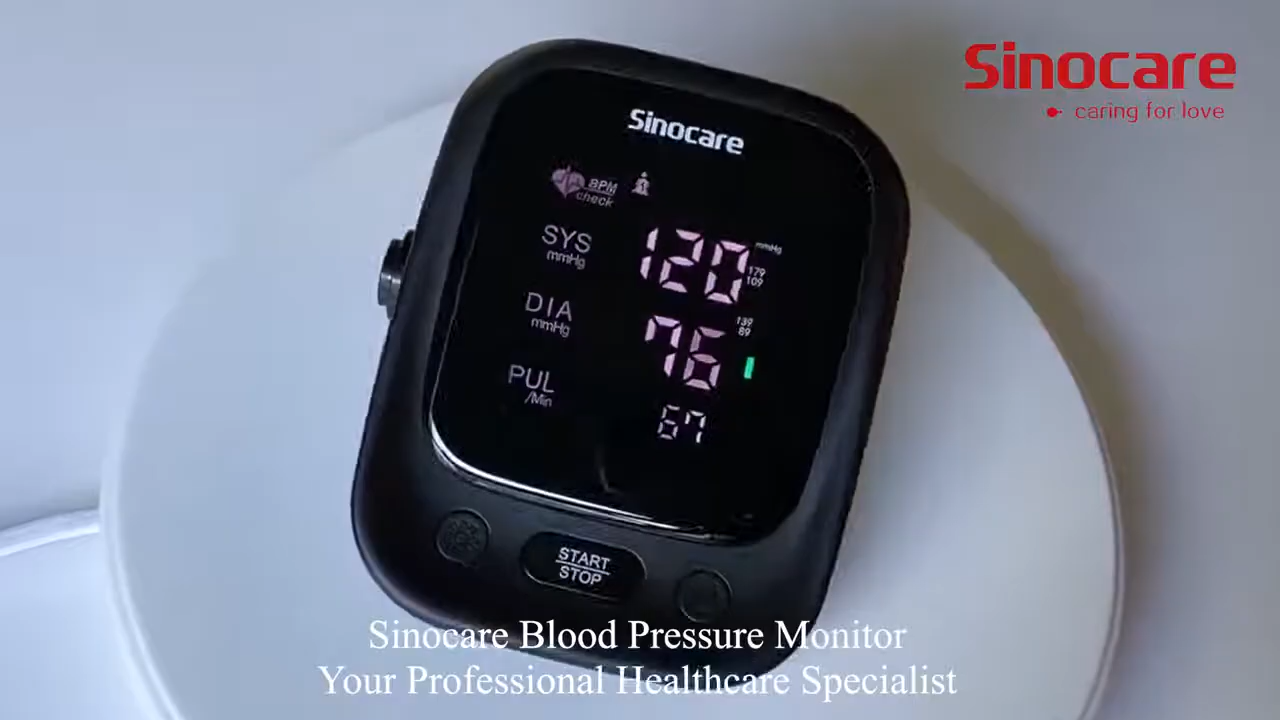 Sinocare
caring for love
Sinocare
BPM
check
SYS
mmHg
120
mmHg
179
109
DIA
mmHg
76
139
89
PUL
/Min
67
START
STOP
Sinocare Blood Pressure Monitor
Your Professional Healthcare Specialist